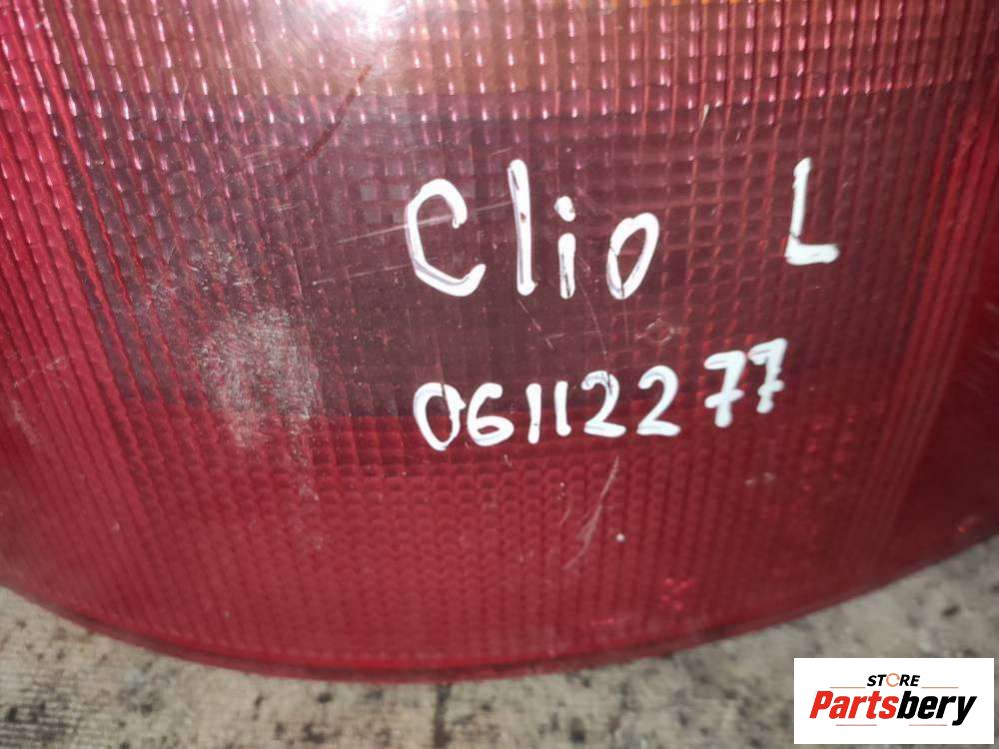 Clio L
06112277
STORE
Partsbery